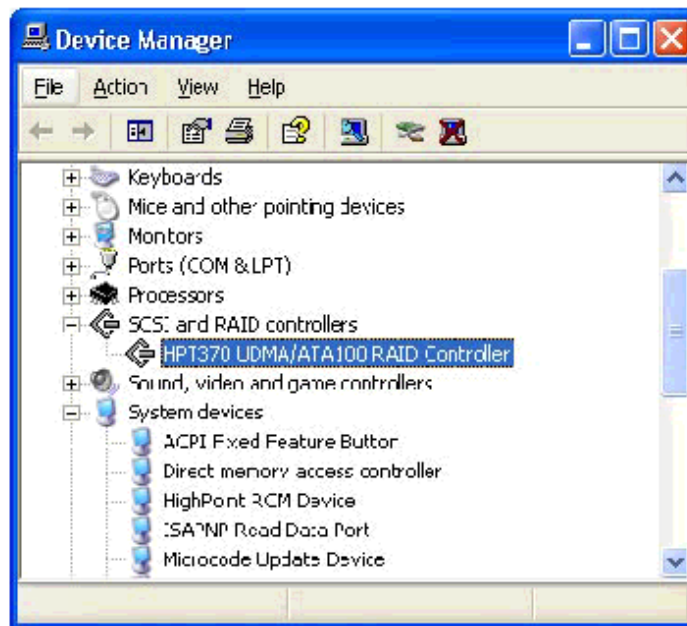 Device Manager
File Action View Help
Keyboards
Mice and other pointing devices
Monitors
Ports (COM & LPT)
Processors
SCSI and RAID controllers
HPT370 UDMA/ATA100 RAID Controller
Sound, video and game controllers
System devices
ACPI Fixed Feature Button
Direct memory access controller
HighPoint RCM Device
ISAPNP Read Data Port
Microcode Update Device